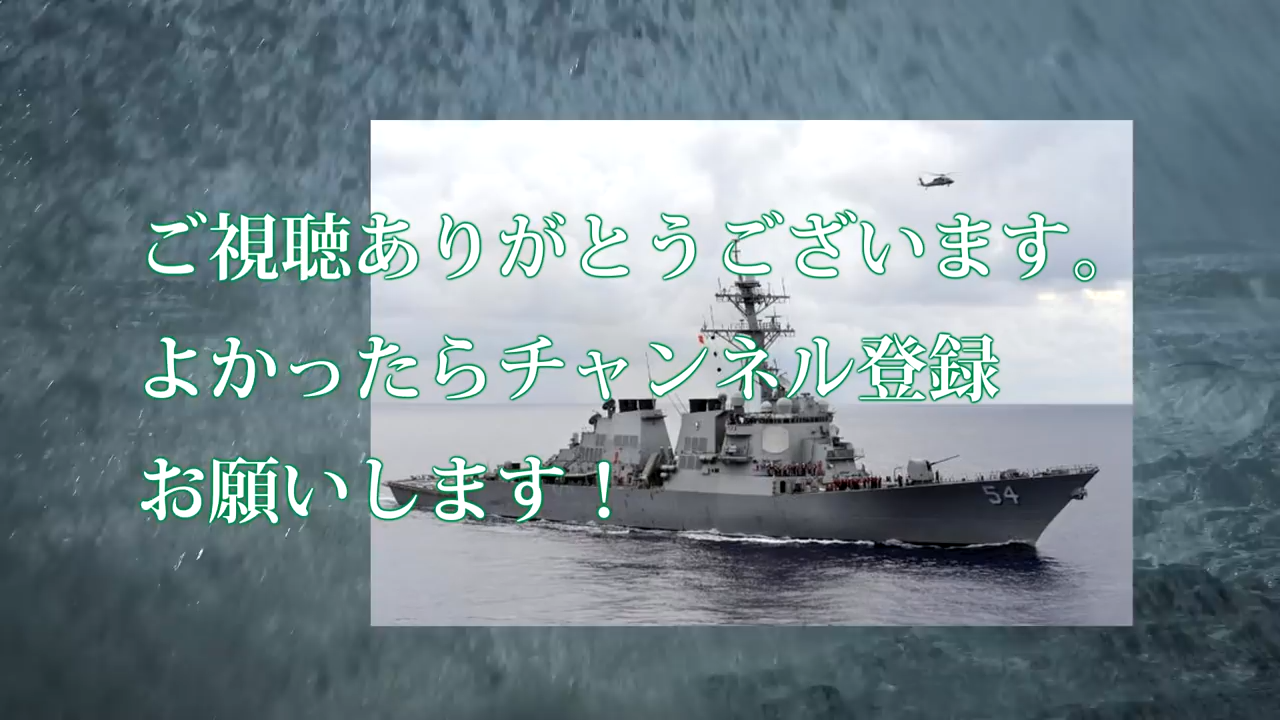 ご視聴ありがとうございます。
よかったらチャンネル登録
お願いします！
54